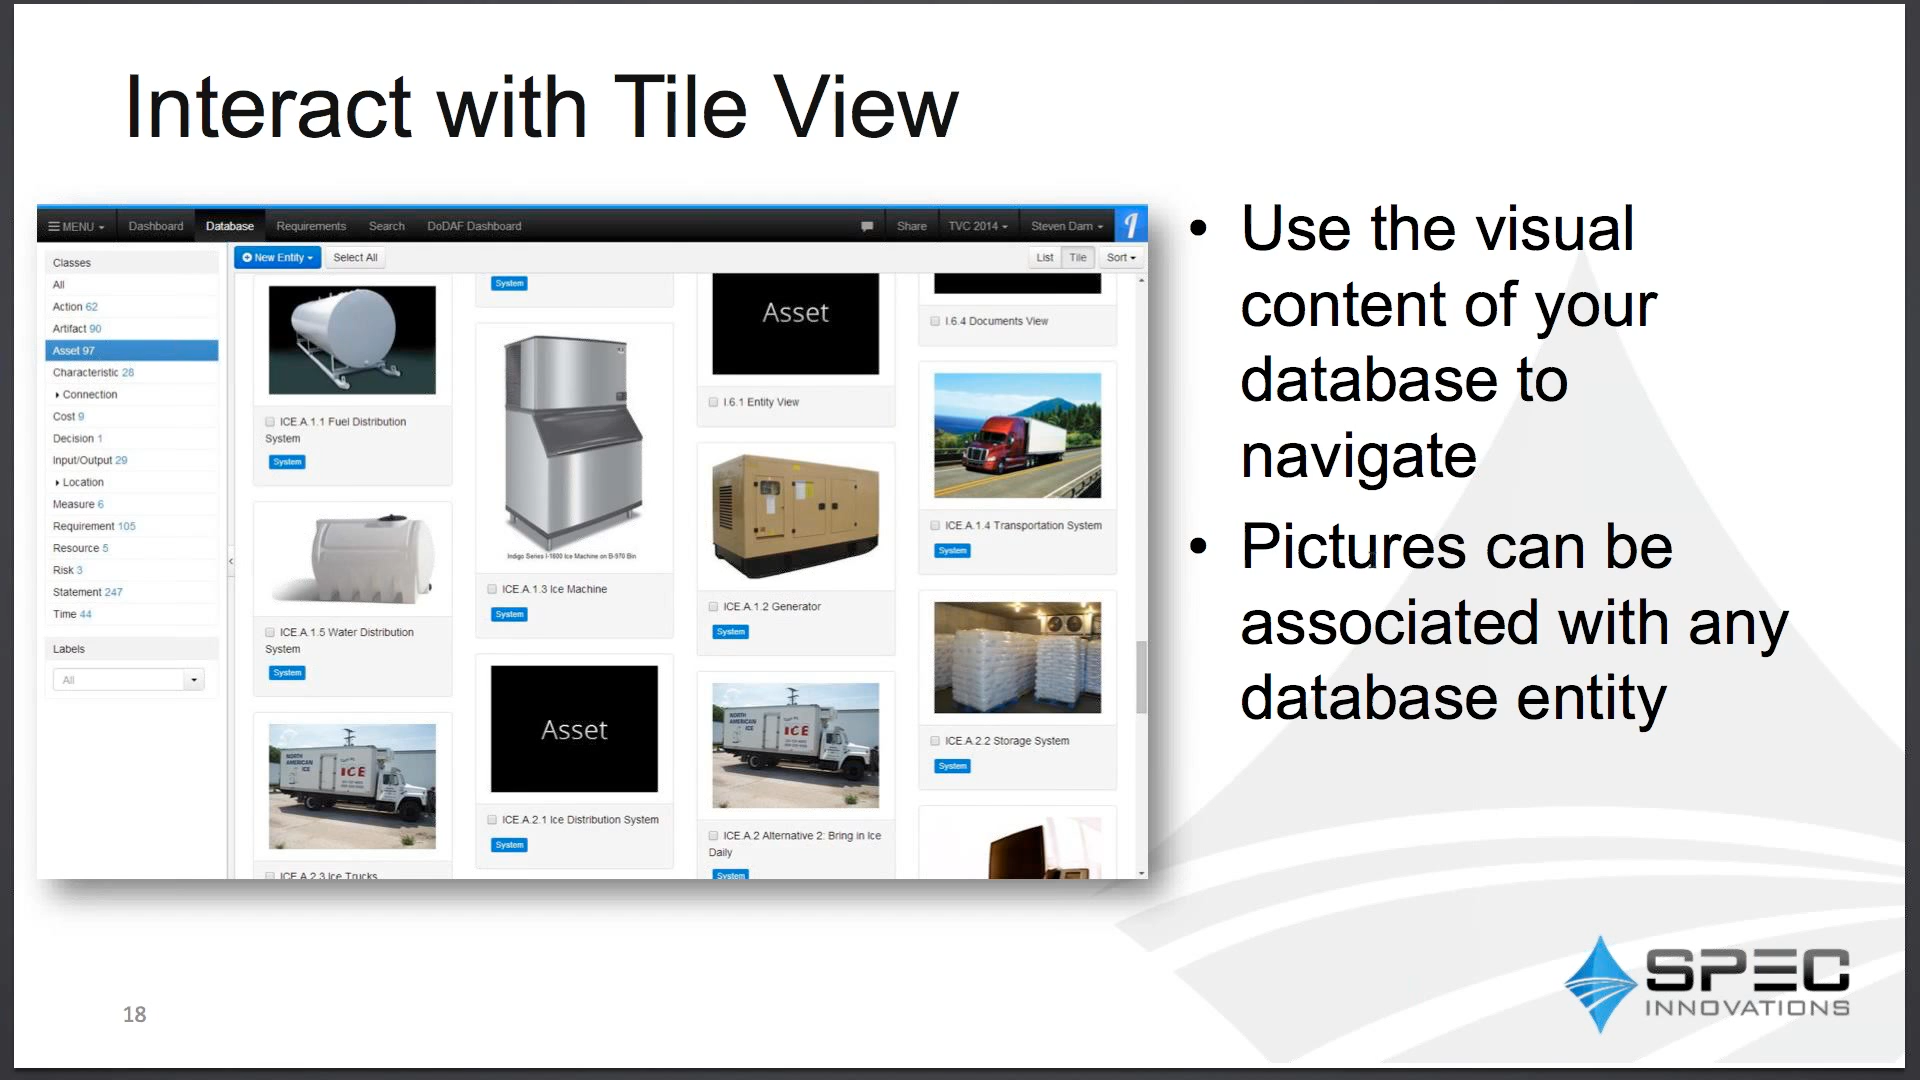 Interact with Tile View
MENU Dashboard Database Requirements Search DoDAF Dashboard Share TVC 2014 Steven Dam
Classes
All
Action 62
Artifact 90
Asset 97
Characteristic 28
Connection
Cost 9
Decision 1
Input/Output 29
Location
Measure 6
Requirement 105
Resource 5
Risk 3
Statement 247
Time 44
Labels
All
New Entity Select All List Tile Sort
ICE.A.1.1 Fuel Distribution
System
System
ICE.A.1.5 Water Distribution
System
System
NORTH
AMERICAN
ICE
ICE
ICE.A.2.3 Ice Trucks
System
Indigo Series I-1800 Ice Machine on B-970 Bin
ICE.A.1.3 Ice Machine
System
Asset
ICE.A.2.1 Ice Distribution System
System
Asset
I.6.1 Entity View
ICE.A.1.2 Generator
System
NORTH
AMERICAN
ICE
ICE
ICE.A.2 Alternative 2: Bring in Ice
Daily
System
I.6.4 Documents View
ICE.A.1.4 Transportation System
System
ICE.A.2.2 Storage System
System
• Use the visual
content of your
database to
navigate
• Pictures can be
associated with any
database entity
18
SPEC
INNOVATIONS